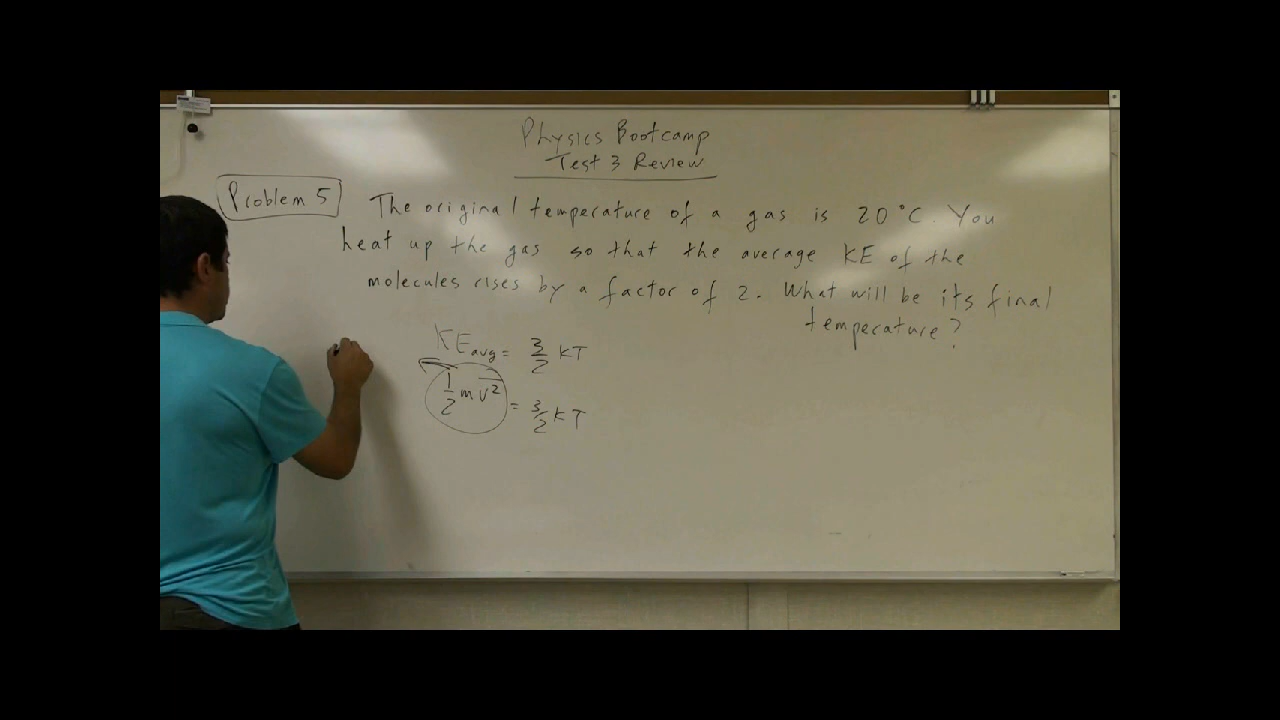 Physics Bootcamp
Test 3 Review
Problem 5
The original temperature of a gas is 20°C. You
heat up the gas so that the average KE of the
molecules rises by a factor of 2. What will be its final
temperature?
KEavg = 3/2 kT
1/2 m v̅²̅ = 3/2 kT